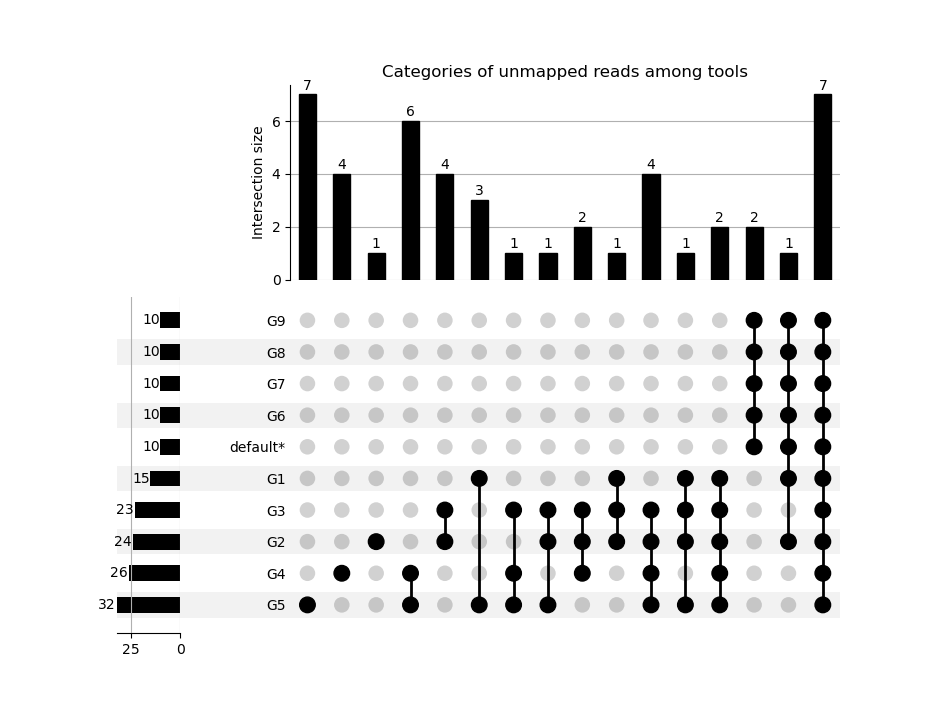 Categories of unmapped reads among tools
Intersection size
6
4
2
0
7 4 1 6 4 3 1 1 2 1 4 1 2 2 1 7
10 G9
10 G8
10 G7
10 G6
10 default*
15 G1
23 G3
24 G2
26 G4
32 G5
25 0